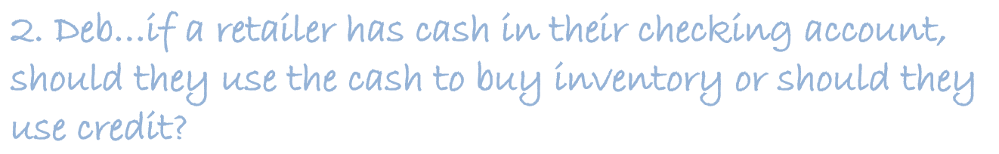 2. Deb...if a retailer has cash in their checking account,
should they use the cash to buy inventory or should they
use credit?